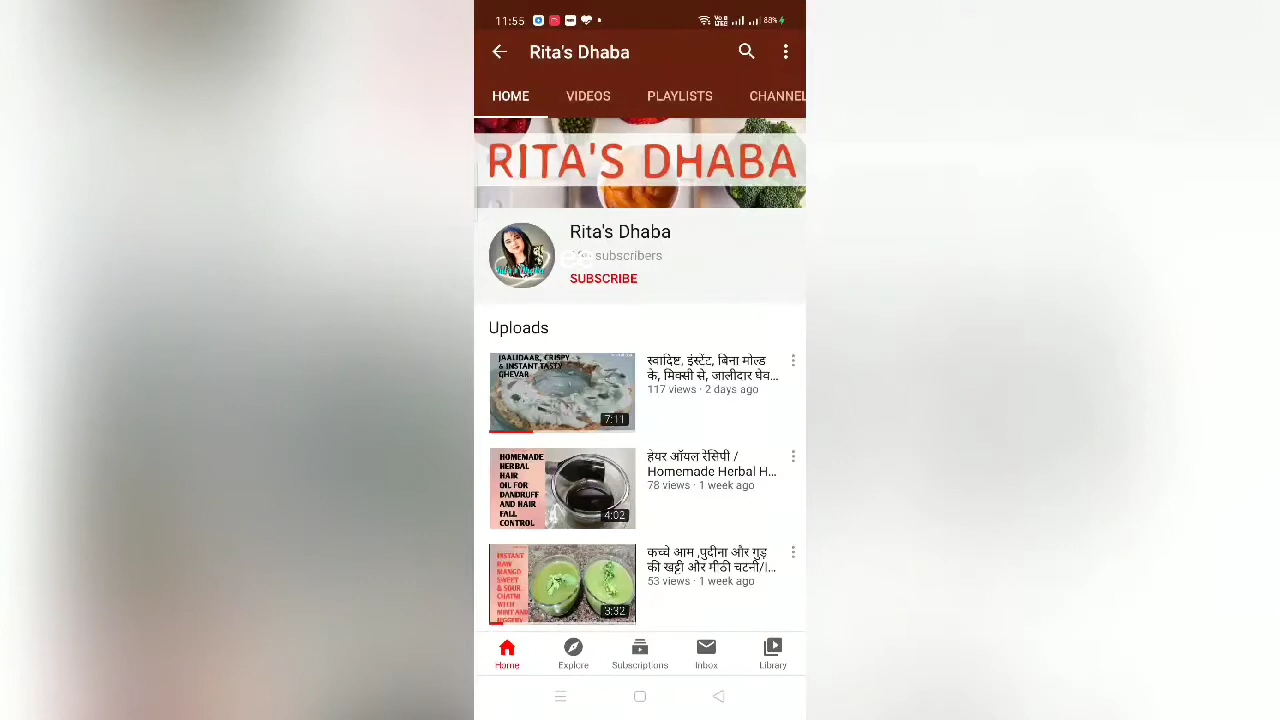 11:55
88%
Rita's Dhaba
HOME VIDEOS PLAYLISTS CHANNEL
RITA'S DHABA
Rita's Dhaba
subscribers
SUBSCRIBE
Uploads
JAALIDAAR, CRISPY
& INSTANT TASTY
GHEVAR
7:11
स्वादिष्ट, इंस्टेंट, बिना मोल्ड
के, मिक्सी से, जालीदार घेव...
117 views · 2 days ago
HOMEMADE
HERBAL
HAIR
OIL FOR
DANDRUFF
AND HAIR
FALL
CONTROL
4:02
हेयर ऑयल रेसिपी /
Homemade Herbal H...
78 views · 1 week ago
INSTANT
RAW
MANGO
SWEET
& SOUR
CHATNI
WITH
MINT AND
JEGGERY
3:32
कच्चे आम ,पुदीना और गुड़
की खट्टी और मीठी चटनी/I...
53 views · 1 week ago
Home Explore Subscriptions Inbox Library